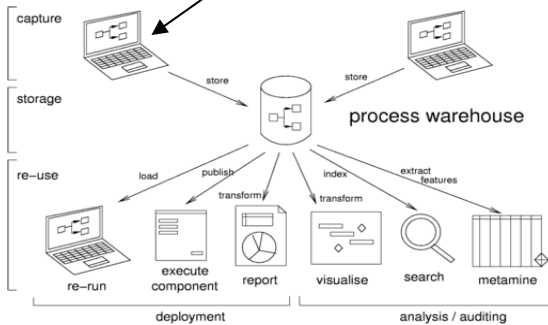 capture
store
store
storage
process warehouse
re-use
load
publish
transform
transform
index
extract
features
re-run
execute
component
report
visualise
search
metamine
deployment
analysis / auditing